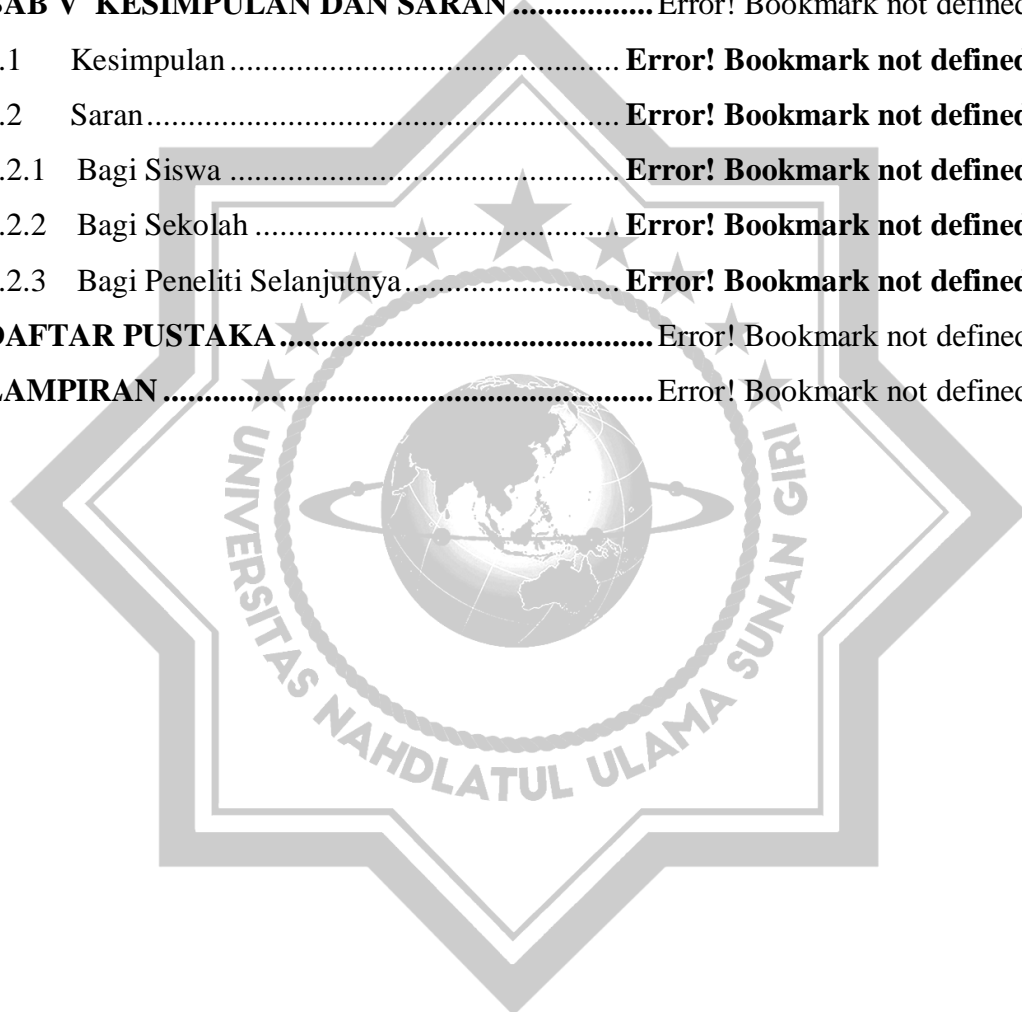 BAB V KESIMPULAN DAN SARAN ................. Error! Bookmark not defined
.1 Kesimpulan ................................................ Error! Bookmark not defined
.2 Saran ......................................................... Error! Bookmark not defined
.2.1 Bagi Siswa ............................................... Error! Bookmark not defined
.2.2 Bagi Sekolah ............................................ Error! Bookmark not defined
.2.3 Bagi Peneliti Selanjutnya .......................... Error! Bookmark not defined
DAFTAR PUSTAKA ............................................. Error! Bookmark not defined
LAMPIRAN ........................................................... Error! Bookmark not defined
UNIVERSITAS NAHDLATUL ULAMA SUNAN GIRI